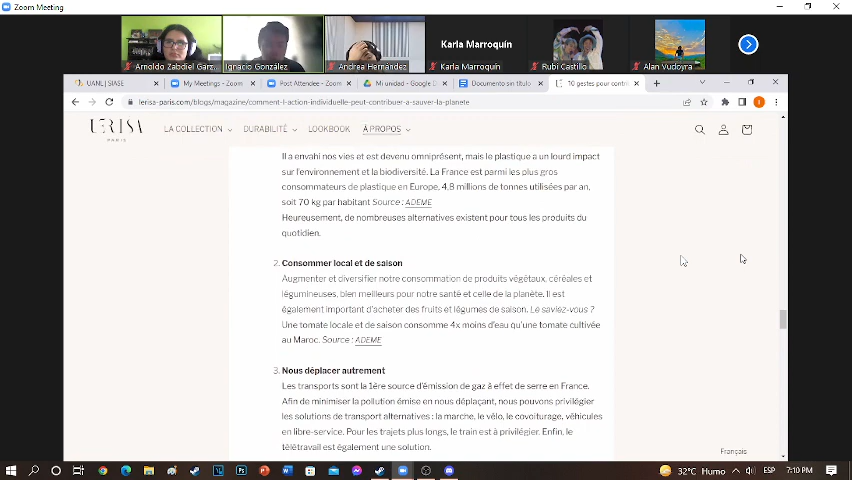 Zoom Meeting
Arnoldo Zabdiel Garz...
Ignacio González
Andrea Hernández
Karla Marroquín
Karla Marroquín
Rubí Castillo
Alan Vudoyra
UANL | SIASE
My Meetings - Zoom
Post Attendee - Zoom
Mi unidad - Google D
Documento sin título
10 gestes pour contrib
lerisa-paris.com/blogs/magazine/comment-l-action-individuelle-peut-contribuer-a-sauver-la-planete
LERISA
PARIS
LA COLLECTION
DURABILITÉ
LOOKBOOK
À PROPOS
Il a envahi nos vies et est devenu omniprésent, mais le plastique a un lourd impact
sur l'environnement et la biodiversité. La France est parmi les plus gros
consommateurs de plastique en Europe, 4,8 millions de tonnes utilisées par an,
soit 70 kg par habitant Source : ADEME
Heureusement, de nombreuses alternatives existent pour tous les produits du
quotidien.
2. Consommer local et de saison
Augmenter et diversifier notre consommation de produits végétaux, céréales et
légumineuses, bien meilleurs pour notre santé et celle de la planète. Il est
également important d'acheter des fruits et légumes de saison. Le saviez-vous ?
Une tomate locale et de saison consomme 4x moins d'eau qu'une tomate cultivée
au Maroc. Source : ADEME
3. Nous déplacer autrement
Les transports sont la 1ère source d'émission de gaz à effet de serre en France.
Afin de minimiser la pollution émise en nous déplaçant, nous pouvons privilégier
les solutions de transport alternatives : la marche, le vélo, le covoiturage, véhicules
en libre-service. Pour les trajets plus longs, le train est à privilégier. Enfin, le
télétravail est également une solution.
Français
32°C Humo
ESP
7:10 PM